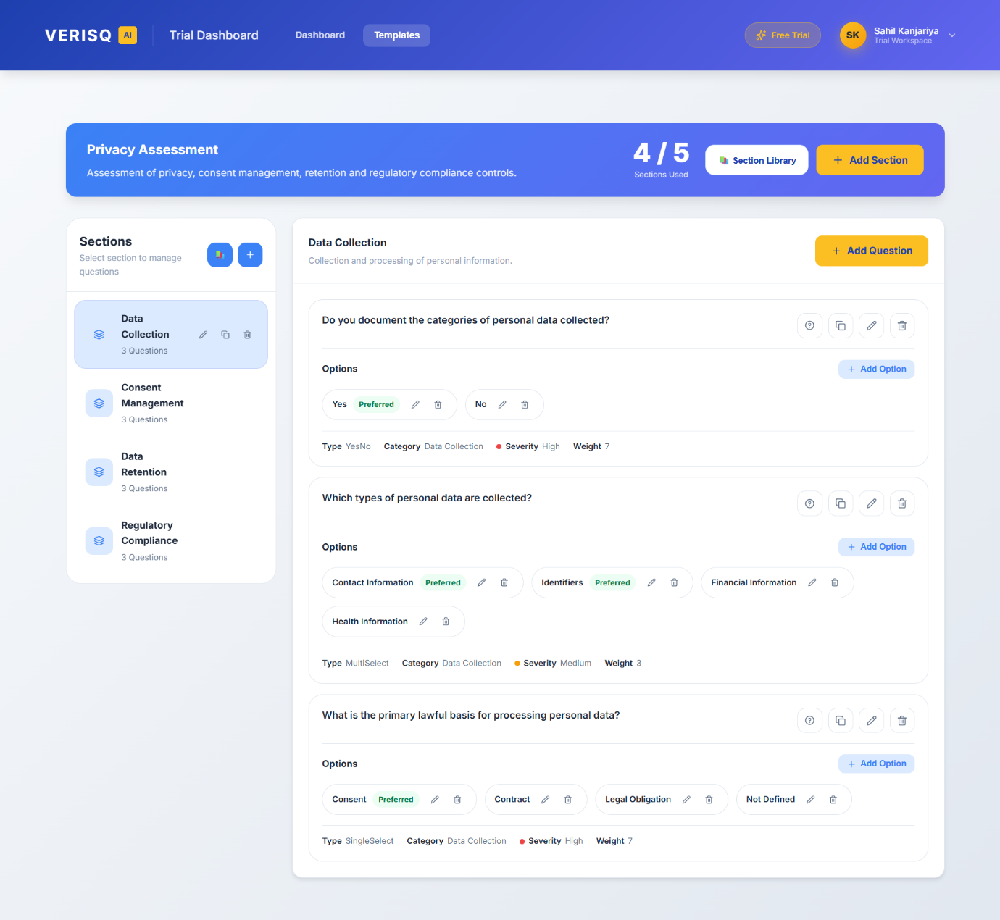 VERISQ AI
Trial Dashboard
Dashboard
Templates
Free Trial
SK
Sahil Kanjariya
Trial Workspace
Privacy Assessment
Assessment of privacy, consent management, retention and regulatory compliance controls.
4 / 5
Sections Used
Section Library
+ Add Section
Sections
Select section to manage
questions
+
Data
Collection
3 Questions
Consent
Management
3 Questions
Data
Retention
3 Questions
Regulatory
Compliance
3 Questions
Data Collection
Collection and processing of personal information.
+ Add Question
Do you document the categories of personal data collected?
Options
+ Add Option
Yes Preferred
No
Type YesNo Category Data Collection Severity High Weight 7
Which types of personal data are collected?
Options
+ Add Option
Contact Information Preferred
Identifiers Preferred
Financial Information
Health Information
Type MultiSelect Category Data Collection Severity Medium Weight 3
What is the primary lawful basis for processing personal data?
Options
+ Add Option
Consent Preferred
Contract
Legal Obligation
Not Defined
Type SingleSelect Category Data Collection Severity High Weight 7